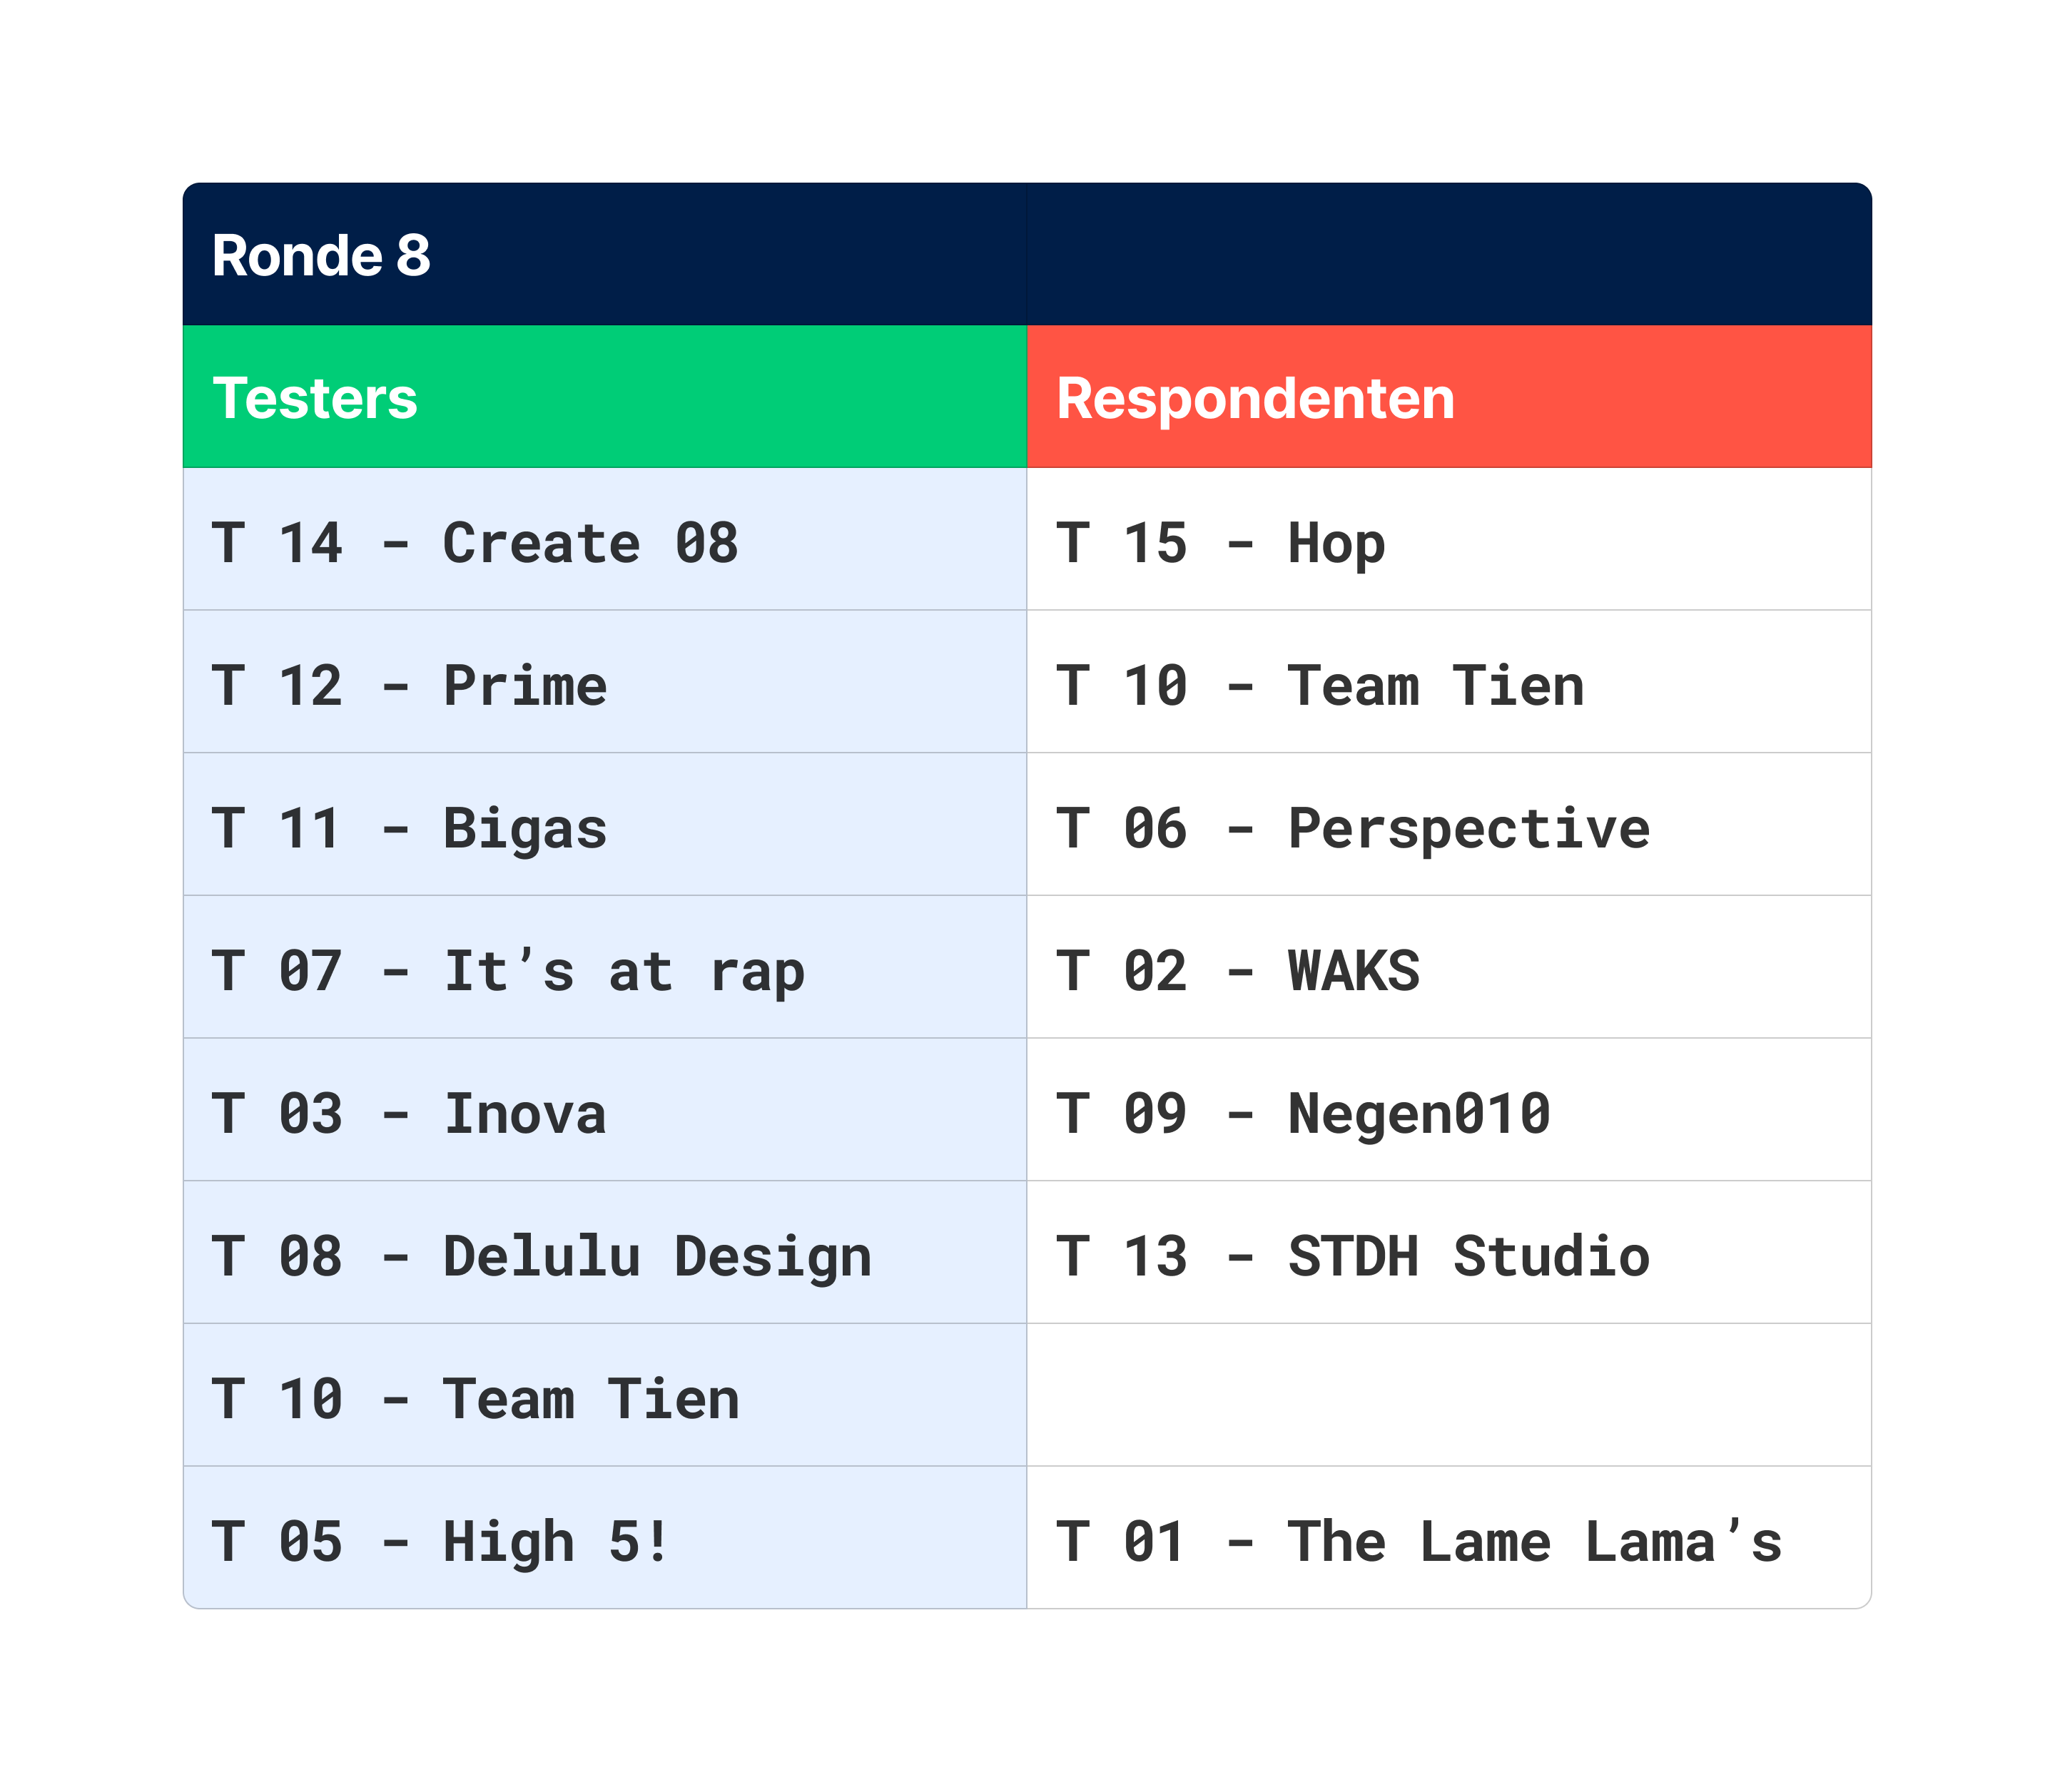 Ronde 8
Testers Respondenten
T 14 - Create 08 T 15 - Hop
T 12 - Prime T 10 - Team Tien
T 11 - Bigas T 06 - Perspective
T 07 - It’s at rap T 02 - WAKS
T 03 - Inova T 09 - Negen010
T 08 - Delulu Design T 13 - STDH Studio
T 10 - Team Tien
T 05 - High 5! T 01 - The Lame Lama’s